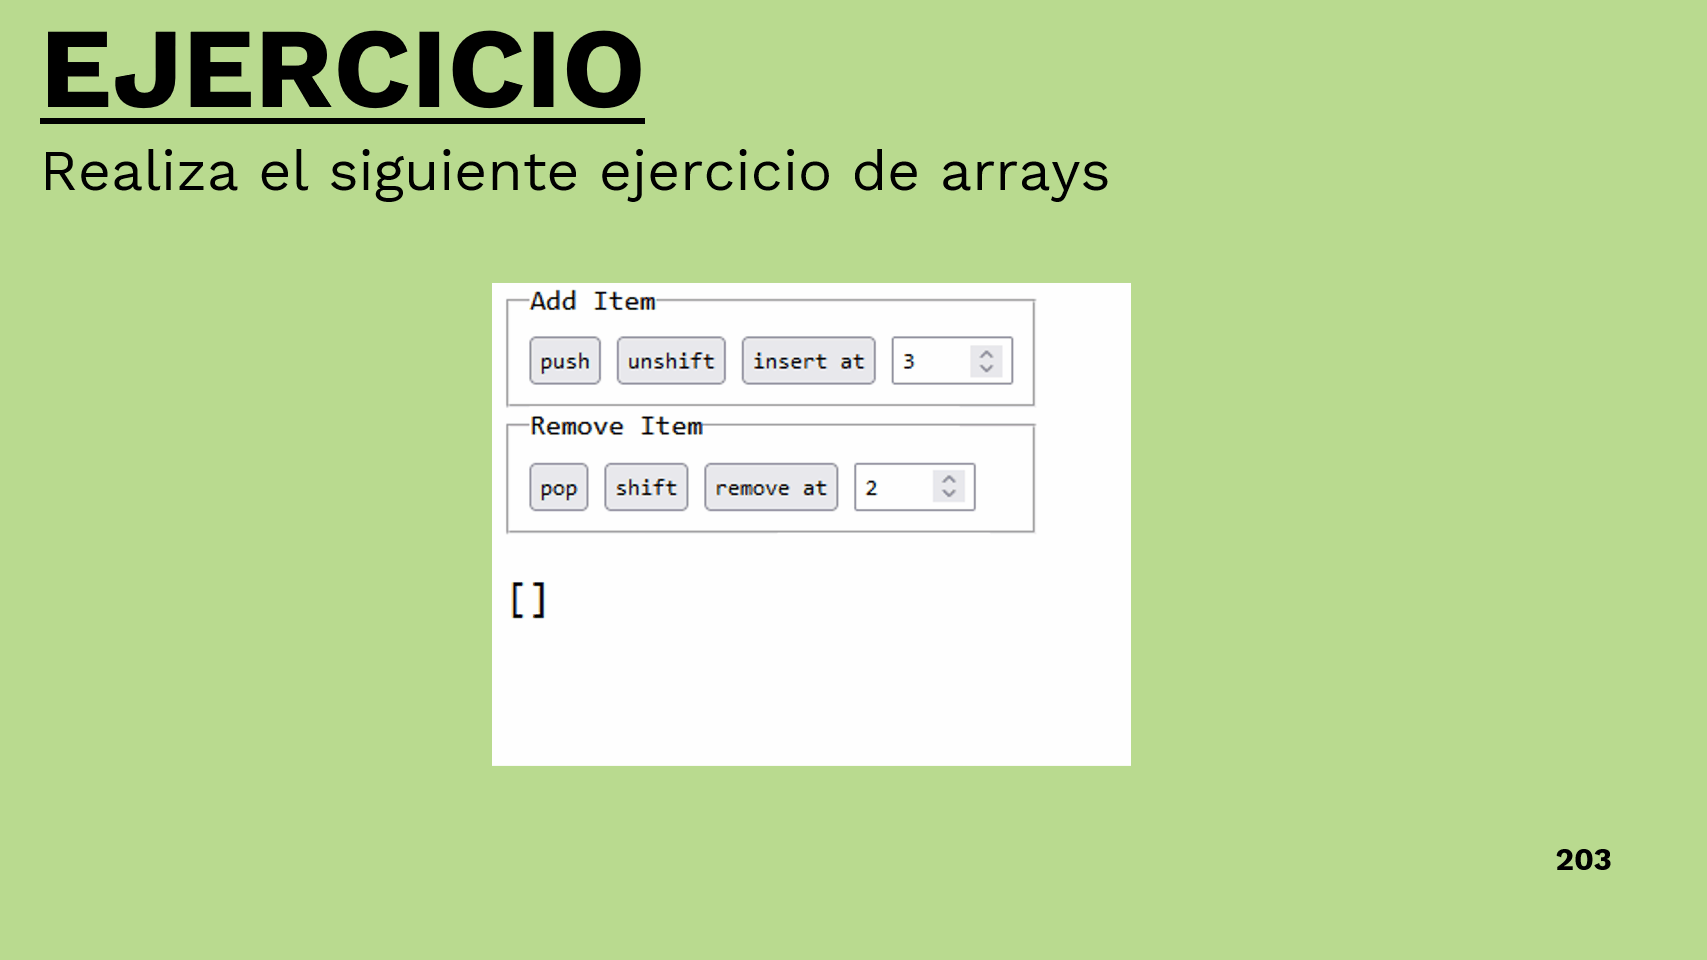 EJERCICIO
Realiza el siguiente ejercicio de arrays
Add Item
push unshift insert at 3
Remove Item
pop shift remove at 2
[]
203